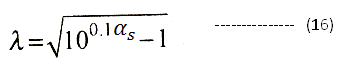 λ = √(10^{0.1α_s} − 1) --------------- (16)